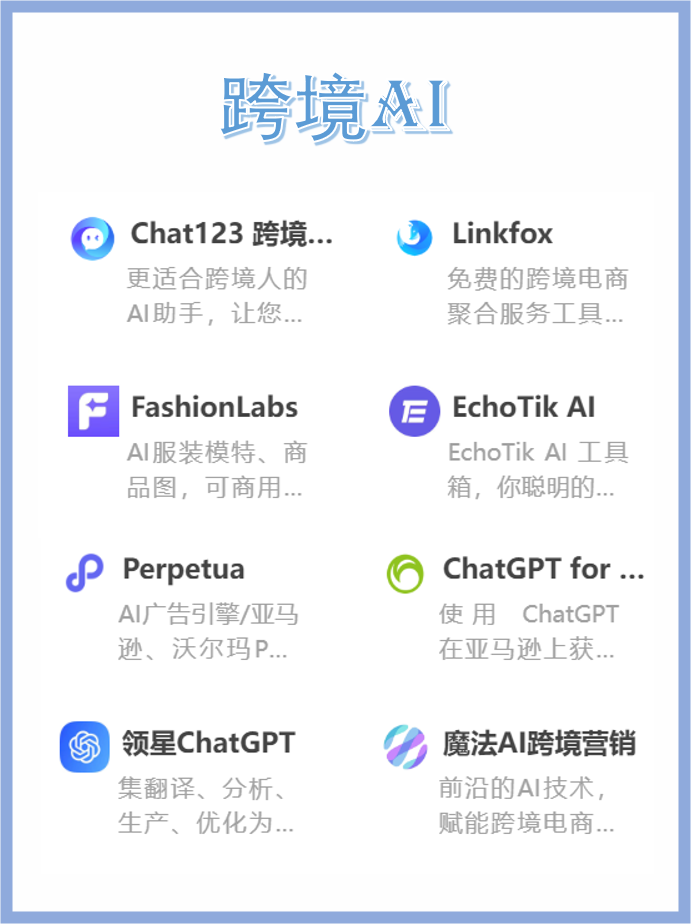 跨境AI
Chat123 跨境...
更适合跨境人的
AI助手，让您...
Linkfox
免费的跨境电商
聚合服务工具...
FashionLabs
AI服装模特、商
品图，可商用...
EchoTik AI
EchoTik AI 工具
箱，你聪明的...
Perpetua
AI广告引擎/亚马
逊、沃尔玛P...
ChatGPT for ...
使用 ChatGPT
在亚马逊上获...
领星ChatGPT
集翻译、分析、
生产、优化为...
魔法AI跨境营销
前沿的AI技术，
赋能跨境电商...